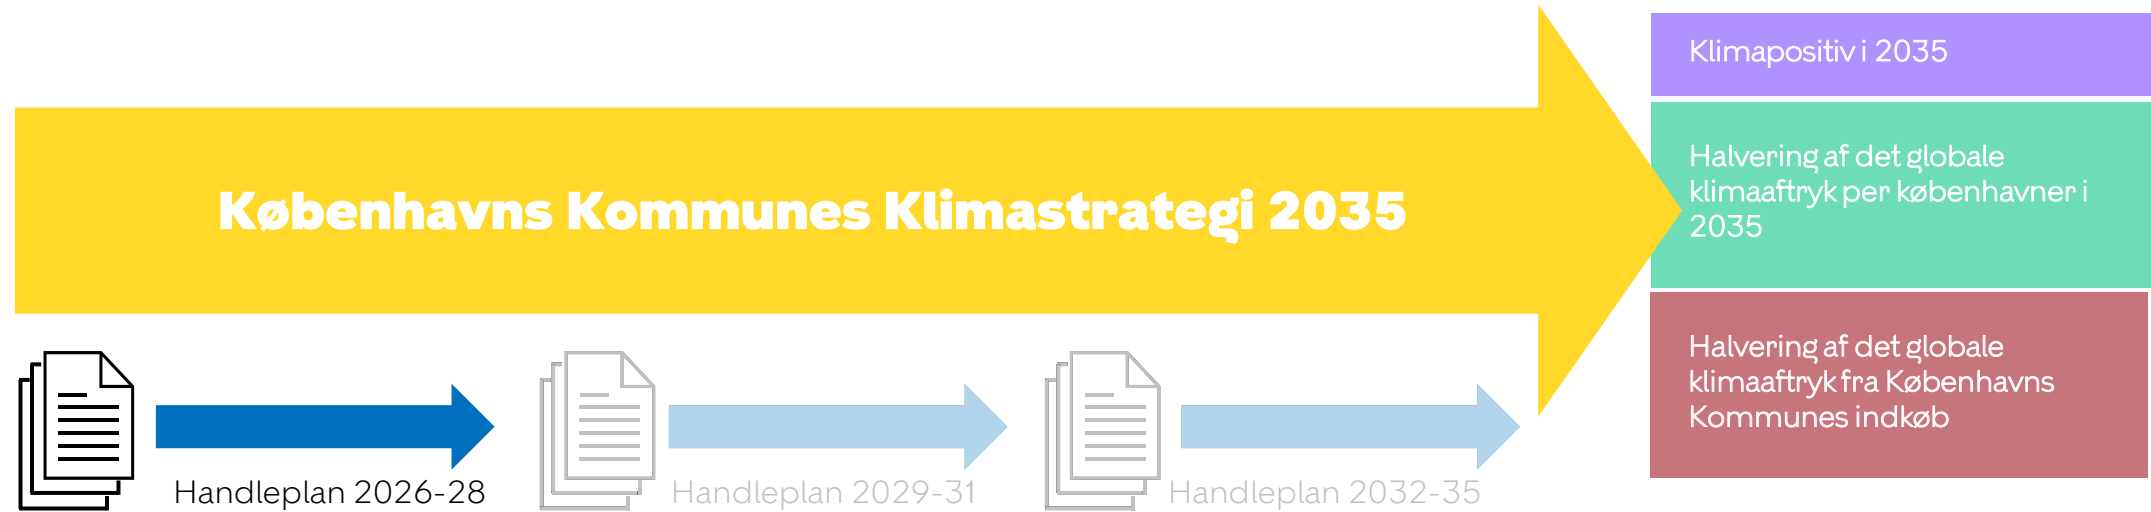 Københavns Kommunes Klimastrategi 2035
Klimapositiv i 2035
Halvering af det globale
klimaaftryk per københavner i
2035
Halvering af det globale
klimaaftryk fra Københavns
Kommunes indkøb
Handleplan 2026-28
Handleplan 2029-31
Handleplan 2032-35